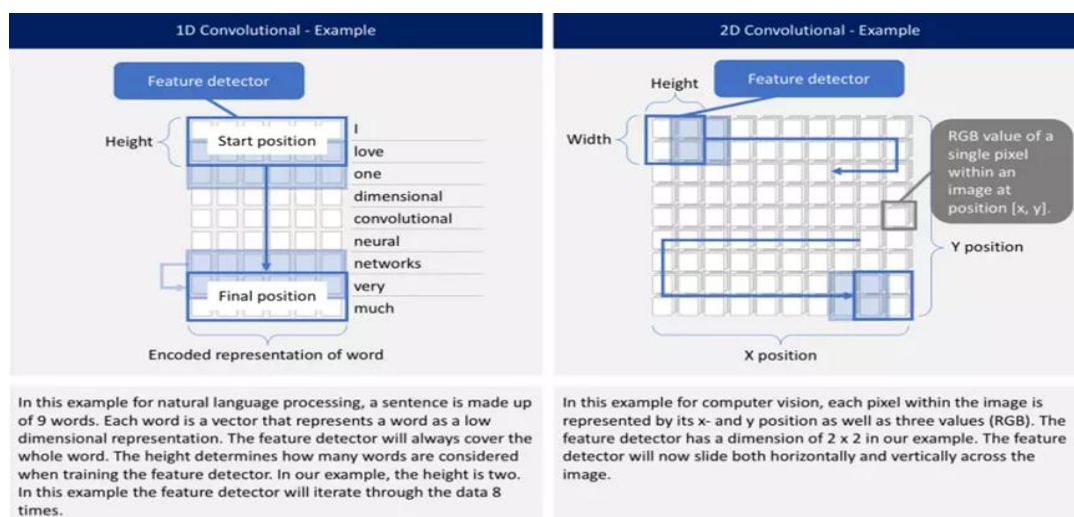 1D Convolutional - Example
Feature detector
Height
Start position
I
love
one
dimensional
convolutional
neural
networks
very
Final position
much
Encoded representation of word
In this example for natural language processing, a sentence is made up
of 9 words. Each word is a vector that represents a word as a low
dimensional representation. The feature detector will always cover the
whole word. The height determines how many words are considered
when training the feature detector. In our example, the height is two.
In this example the feature detector will iterate through the data 8
times.
2D Convolutional - Example
Height
Feature detector
Width
RGB value of a
single pixel
within an
image at
position [x, y].
Y position
X position
In this example for computer vision, each pixel within the image is
represented by its x- and y position as well as three values (RGB). The
feature detector has a dimension of 2 x 2 in our example. The feature
detector will now slide both horizontally and vertically across the
image.